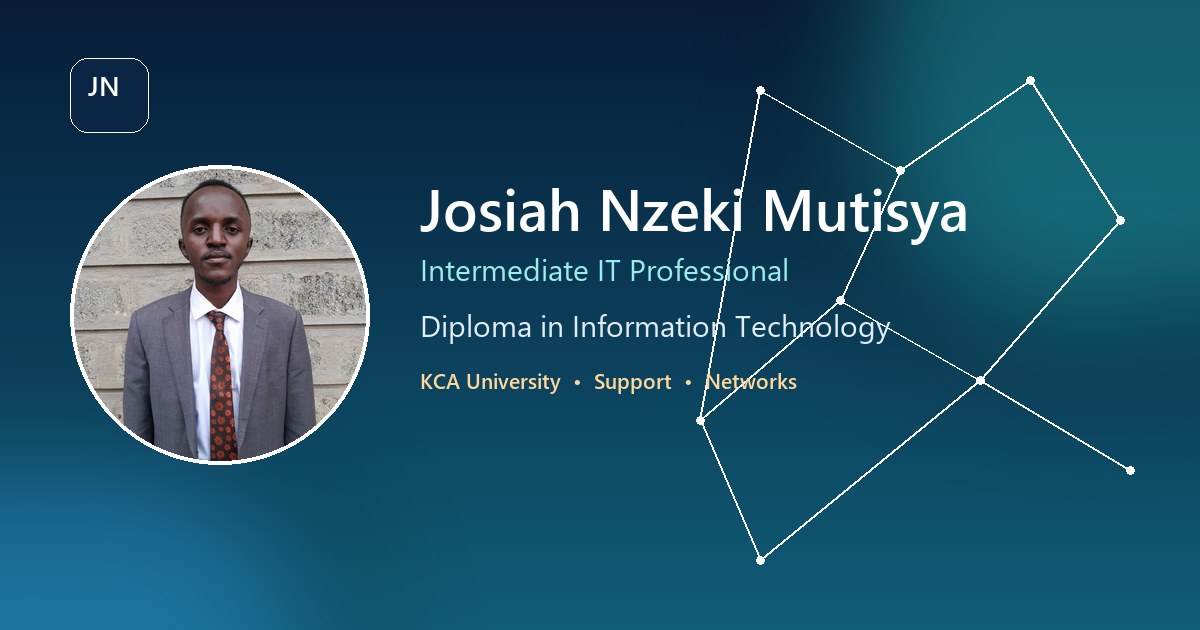 JN
Josiah Nzeki Mutisya
Intermediate IT Professional
Diploma in Information Technology
KCA University • Support • Networks